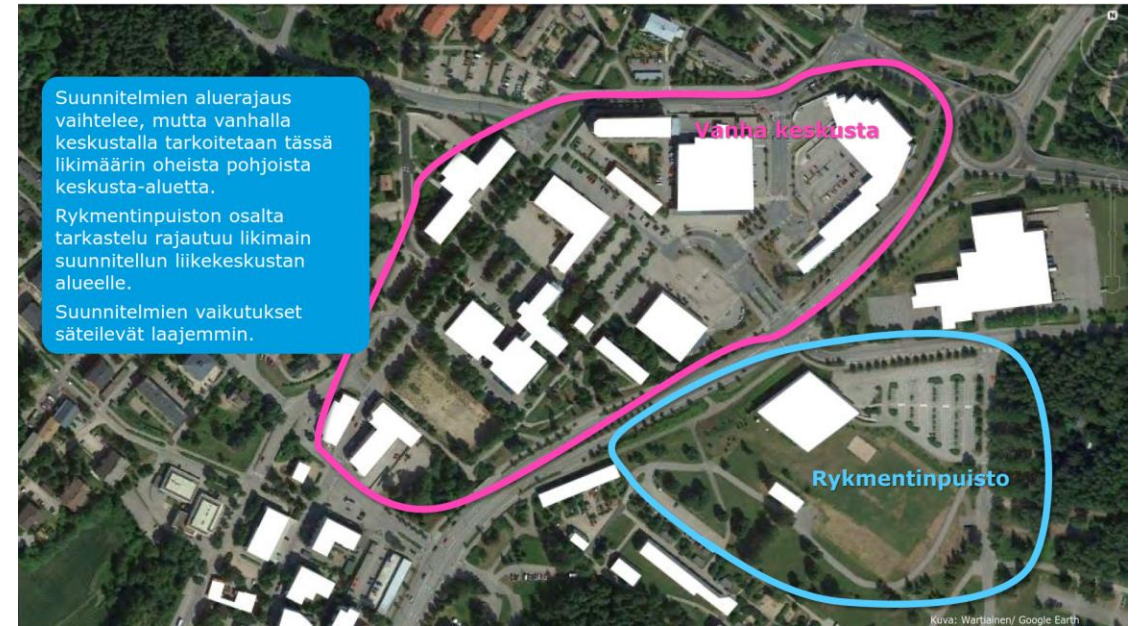 N
Suunnitelmien aluerajaus
vaihtelee, mutta vanhalla
keskustalla tarkoitetaan tässä
likimäärin oheista pohjoista
keskusta-aluetta.
Rykmentinpuiston osalta
tarkastelu rajautuu likimain
suunnitellun liikekeskustan
alueelle.
Suunnitelmien vaikutukset
säteilevät laajemmin.
Vanha keskusta
Rykmentinpuisto
Kuva: Wartiainen/ Google Earth